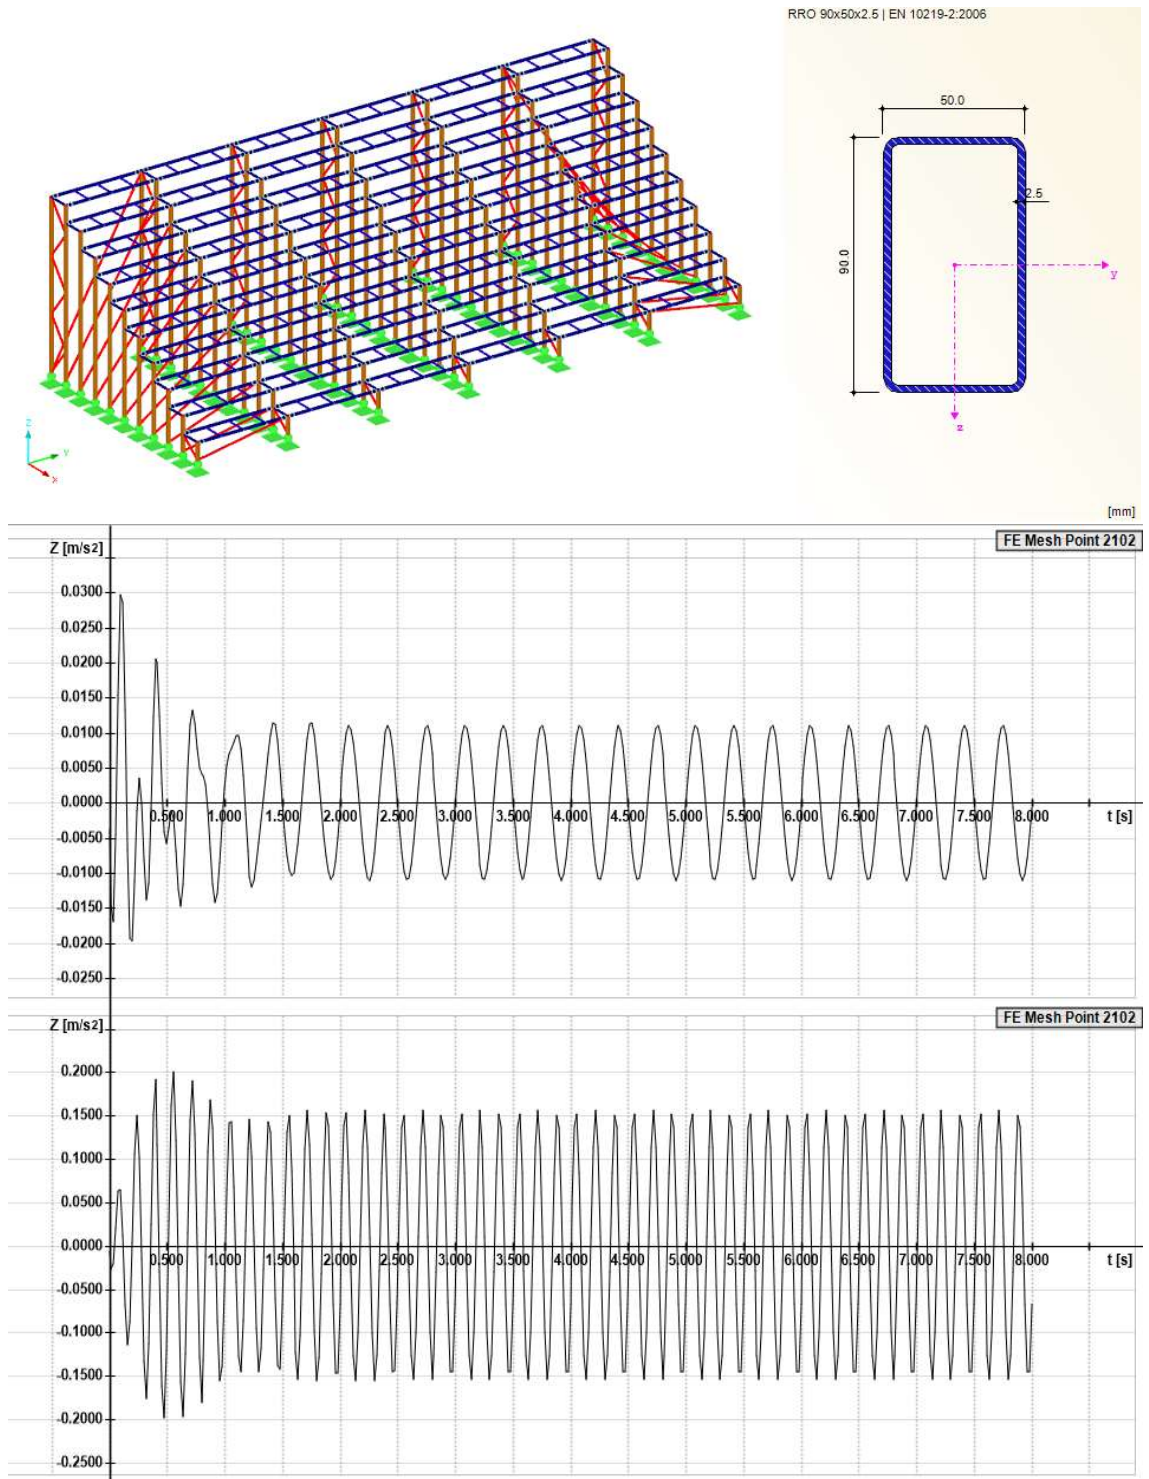 RRO 90x50x2.5 | EN 10219-2:2006
50.0
2.5
90.0
y
z
[mm]
Z
Y
X
Z [m/s2]
FE Mesh Point 2102
0.0300
0.0250
0.0200
0.0150
0.0100
0.0050
0.0000
0.500 1.000 1.500 2.000 2.500 3.000 3.500 4.000 4.500 5.000 5.500 6.000 6.500 7.000 7.500 8.000 t [s]
-0.0050
-0.0100
-0.0150
-0.0200
-0.0250
Z [m/s2]
FE Mesh Point 2102
0.2000
0.1500
0.1000
0.0500
0.0000
0.500 1.000 1.500 2.000 2.500 3.000 3.500 4.000 4.500 5.000 5.500 6.000 6.500 7.000 7.500 8.000 t [s]
-0.0500
-0.1000
-0.1500
-0.2000
-0.2500